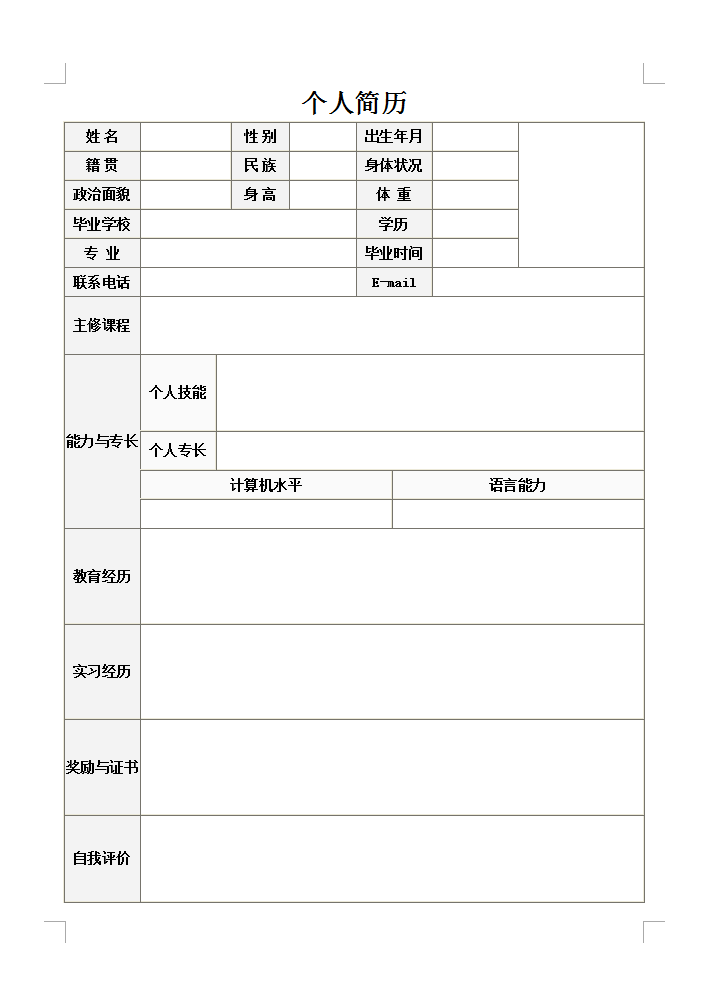 个人简历
姓 名 性 别 出生年月
籍 贯 民 族 身体状况
政治面貌 身 高 体 重
毕业学校 学历
专 业 毕业时间
联系电话 E-mail
主修课程
个人技能
能力与专长
个人专长
计算机水平 语言能力
教育经历
实习经历
奖励与证书
自我评价